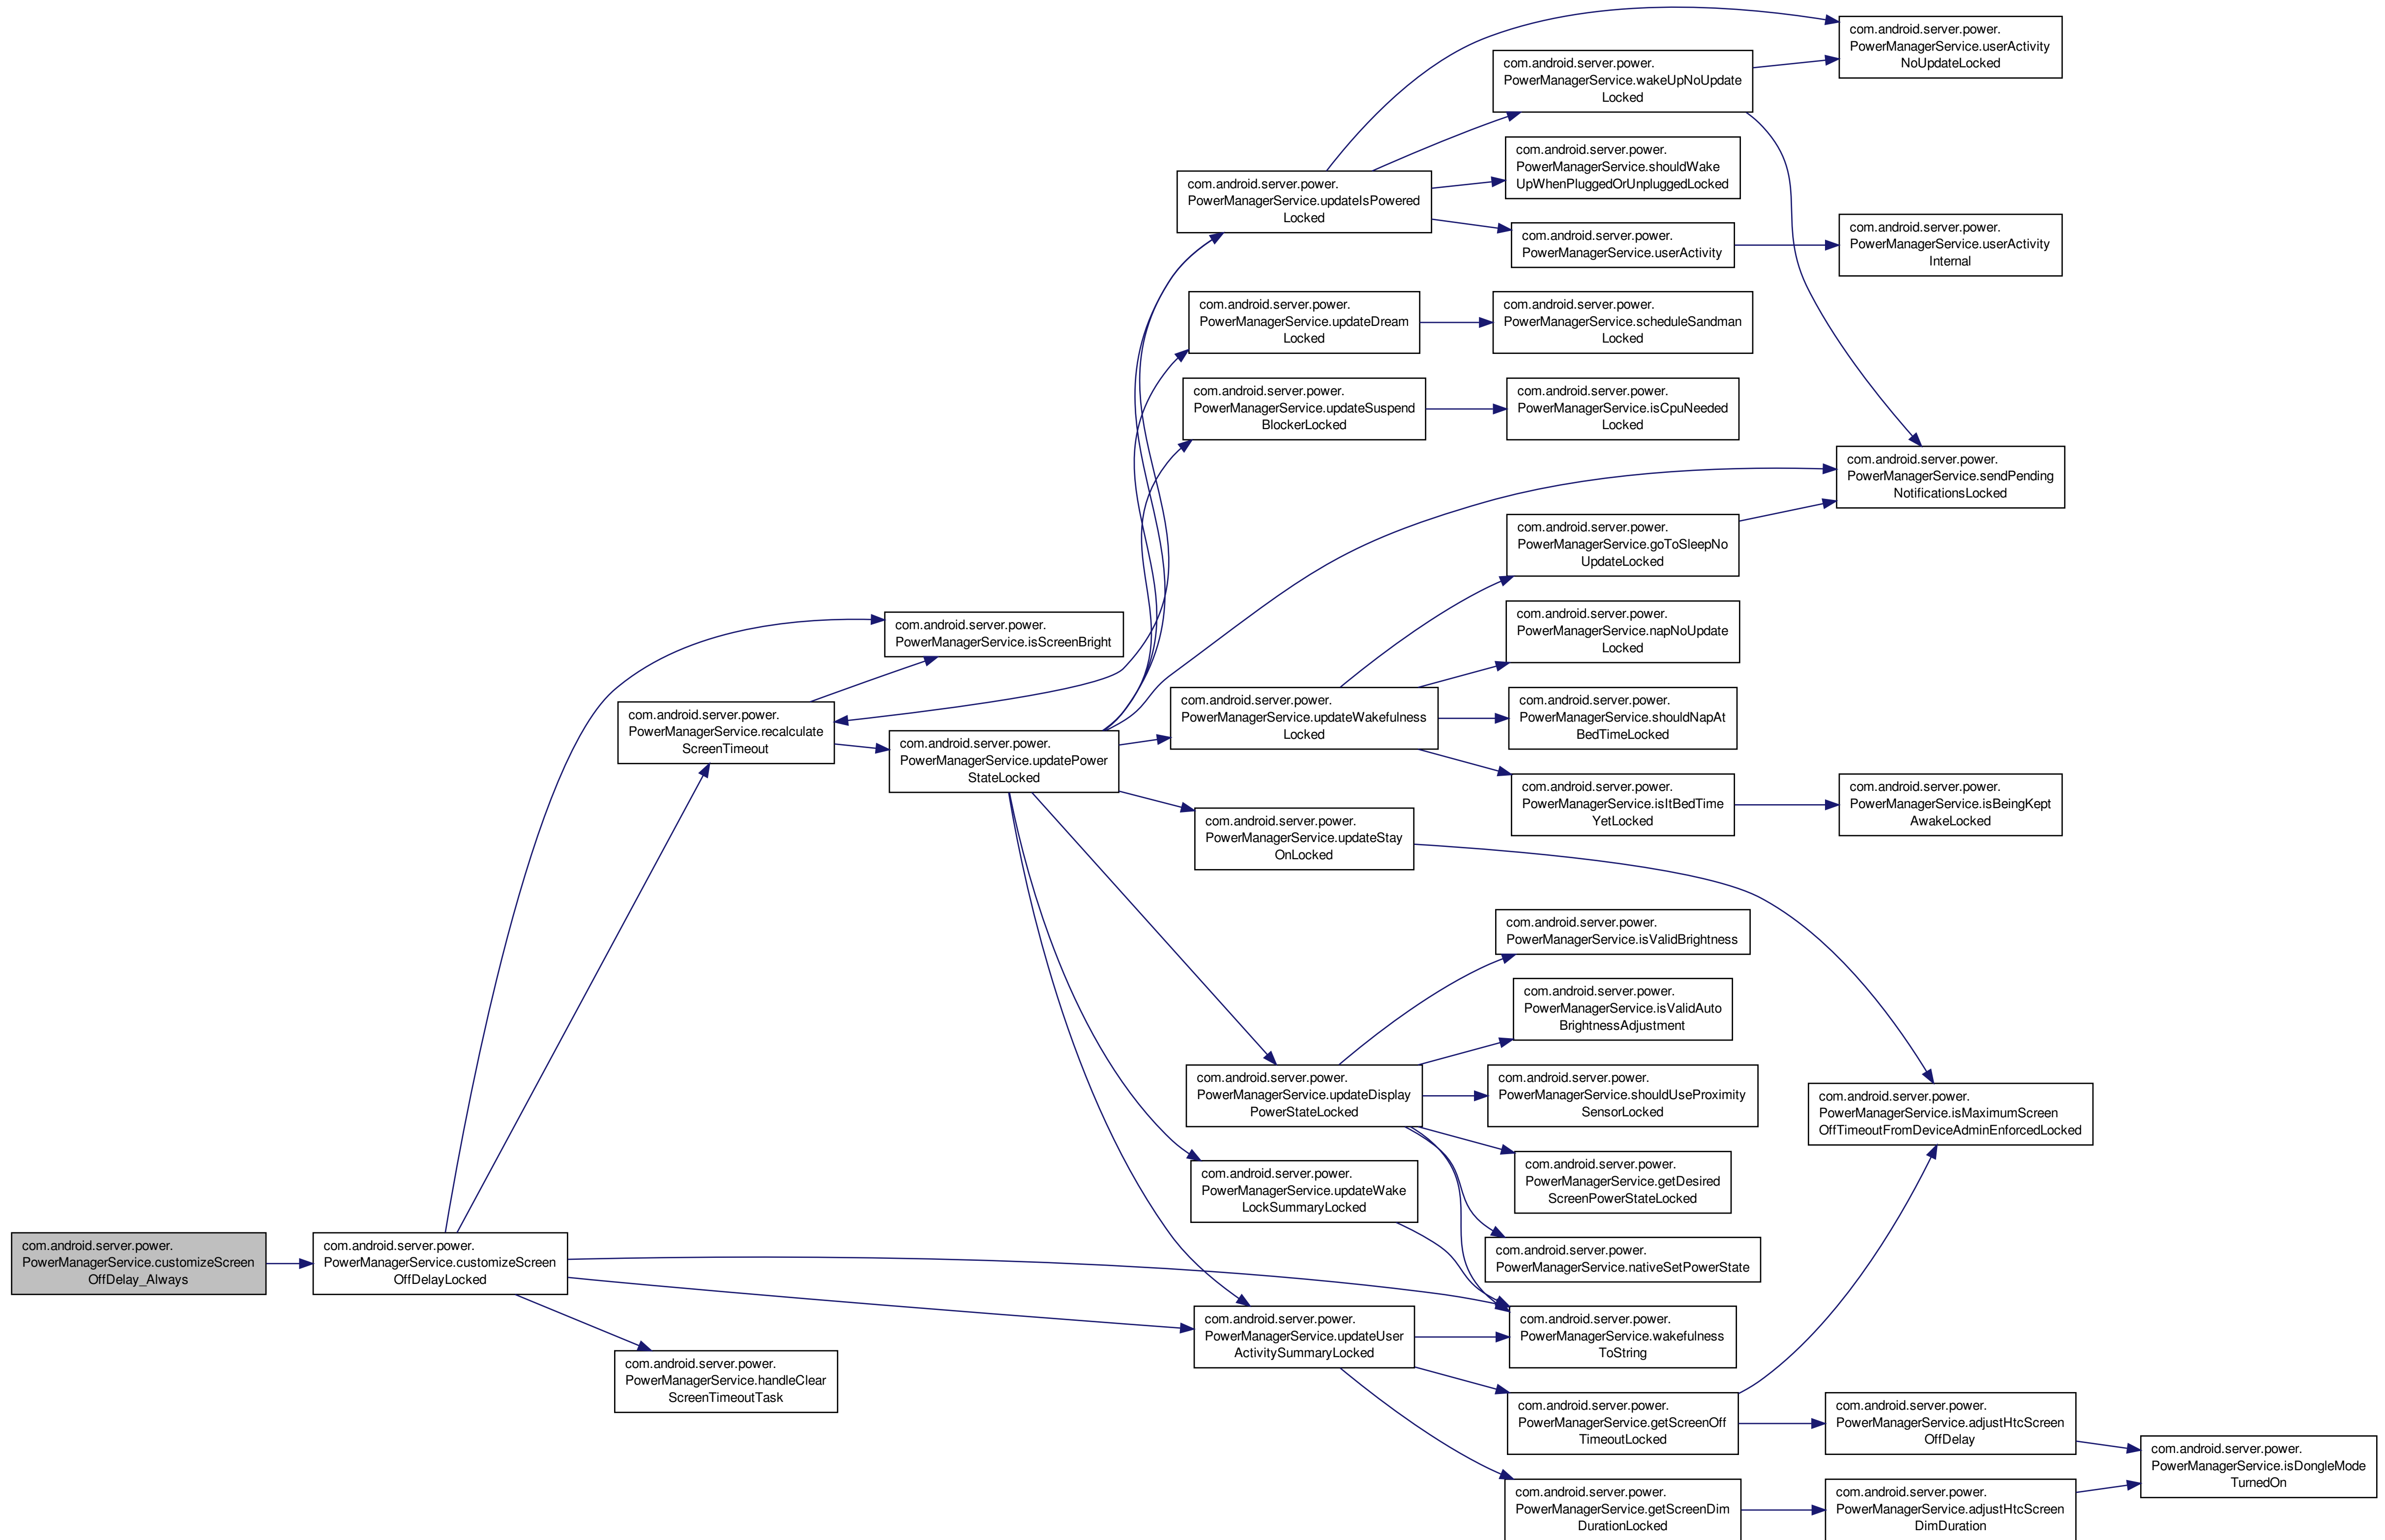 com.android.server.power.
PowerManagerService.userActivity
NoUpdateLocked
com.android.server.power.
PowerManagerService.wakeUpNoUpdate
Locked
com.android.server.power.
PowerManagerService.shouldWake
UpWhenPluggedOrUnpluggedLocked
com.android.server.power.
PowerManagerService.updateIsPowered
Locked
com.android.server.power.
PowerManagerService.userActivity
com.android.server.power.
PowerManagerService.userActivity
Internal
com.android.server.power.
PowerManagerService.updateDream
Locked
com.android.server.power.
PowerManagerService.scheduleSandman
Locked
com.android.server.power.
PowerManagerService.updateSuspend
BlockerLocked
com.android.server.power.
PowerManagerService.isCpuNeeded
Locked
com.android.server.power.
PowerManagerService.sendPending
NotificationsLocked
com.android.server.power.
PowerManagerService.goToSleepNo
UpdateLocked
com.android.server.power.
PowerManagerService.napNoUpdate
Locked
com.android.server.power.
PowerManagerService.isScreenBright
com.android.server.power.
PowerManagerService.recalculate
ScreenTimeout
com.android.server.power.
PowerManagerService.updatePower
StateLocked
com.android.server.power.
PowerManagerService.updateWakefulness
Locked
com.android.server.power.
PowerManagerService.shouldNapAt
BedTimeLocked
com.android.server.power.
PowerManagerService.isItBedTime
YetLocked
com.android.server.power.
PowerManagerService.isBeingKept
AwakeLocked
com.android.server.power.
PowerManagerService.updateStay
OnLocked
com.android.server.power.
PowerManagerService.isValidBrightness
com.android.server.power.
PowerManagerService.isValidAuto
BrightnessAdjustment
com.android.server.power.
PowerManagerService.updateDisplay
PowerStateLocked
com.android.server.power.
PowerManagerService.shouldUseProximity
SensorLocked
com.android.server.power.
PowerManagerService.isMaximumScreen
OffTimeoutFromDeviceAdminEnforcedLocked
com.android.server.power.
PowerManagerService.getDesired
ScreenPowerStateLocked
com.android.server.power.
PowerManagerService.updateWake
LockSummaryLocked
com.android.server.power.
PowerManagerService.nativeSetPowerState
com.android.server.power.
PowerManagerService.customizeScreen
OffDelay_Always
com.android.server.power.
PowerManagerService.customizeScreen
OffDelayLocked
com.android.server.power.
PowerManagerService.updateUser
ActivitySummaryLocked
com.android.server.power.
PowerManagerService.wakefulness
ToString
com.android.server.power.
PowerManagerService.handleClear
ScreenTimeoutTask
com.android.server.power.
PowerManagerService.getScreenOff
TimeoutLocked
com.android.server.power.
PowerManagerService.adjustHtcScreen
OffDelay
com.android.server.power.
PowerManagerService.isDongleMode
TurnedOn
com.android.server.power.
PowerManagerService.getScreenDim
DurationLocked
com.android.server.power.
PowerManagerService.adjustHtcScreen
DimDuration